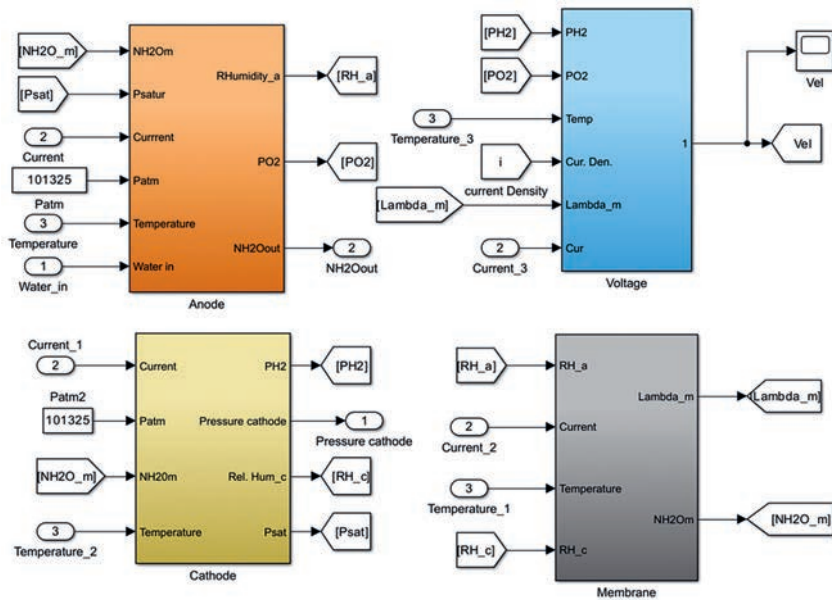 [NH2O_m]
NH2Om
[Psat]
Psatur
RHumidity_a
[RH_a]
2
Currrent
Current
101325
Patm
PO2
[PO2]
Patm
3
Temperature
Temperature
NH2Oout
2
NH2Oout
1
Water in
Water_in
Anode
[PH2]
PH2
[PO2]
PO2
Vel
3
Temp
Temperature_3
1
Vel
i
Cur. Den.
current Density
[Lambda_m]
Lambda_m
2
Cur
Current_3
Voltage
Current_1
2
Current
PH2
[PH2]
Patm2
101325
Patm
Pressure cathode
1
Pressure cathode
[NH2O_m]
NH20m
Rel. Hum_c
[RH_c]
3
Temperature
Temperature_2
Psat
[Psat]
Cathode
[RH_a]
RH_a
Lambda_m
[Lambda_m]
2
Current
Current_2
3
Temperature
Temperature_1
NH2Om
[NH2O_m]
[RH_c]
RH_c
Membrane